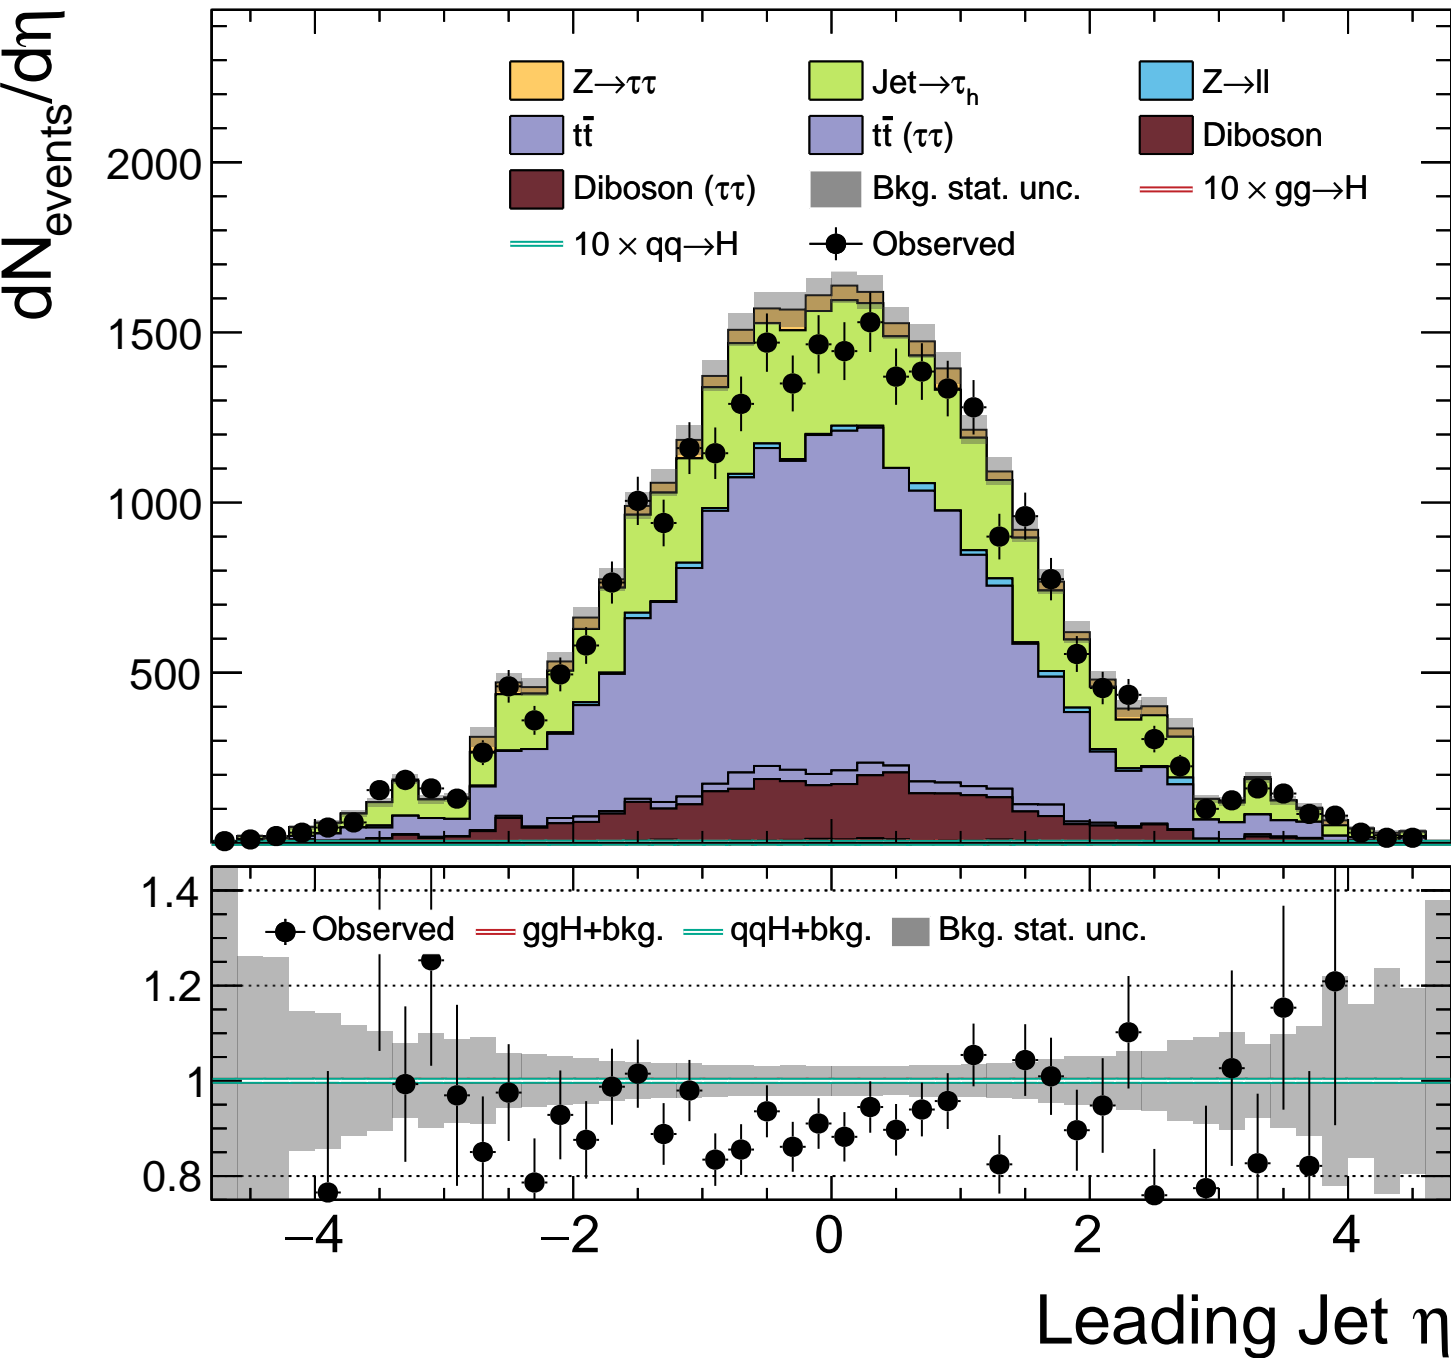 dN_events/dη
Z→ττ Jet→τ_h Z→ll
tt̄ tt̄ (ττ) Diboson
Diboson (ττ) Bkg. stat. unc. 10 × gg→H
10 × qq→H Observed
2000
1500
1000
500
1.4
Observed ggH+bkg. qqH+bkg. Bkg. stat. unc.
1.2
1
0.8
−4 −2 0 2 4
Leading Jet η